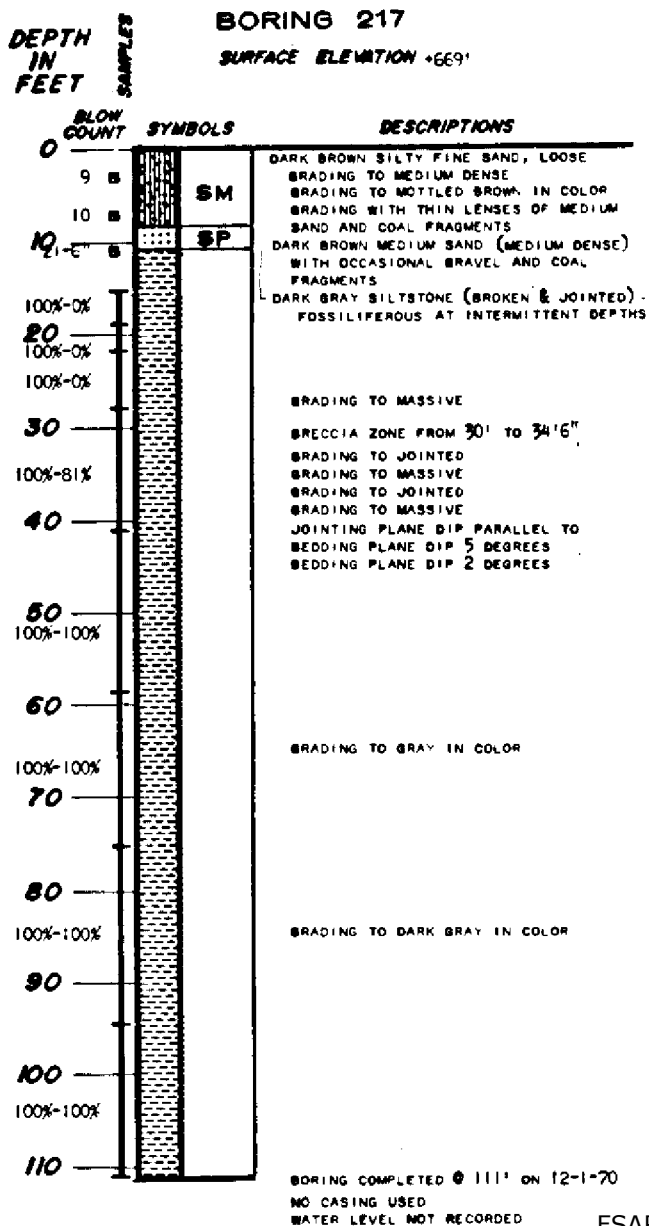 BORING 217
SURFACE ELEVATION +669'
DEPTH
IN
FEET
SAMPLES
BLOW
COUNT
SYMBOLS
DESCRIPTIONS
0
9
10
10
21-6"
100%-0%
20
100%-0%
100%-0%
30
100%-81%
40
50
100%-100%
60
100%-100%
70
80
100%-100%
90
100
100%-100%
110
SM
SP
DARK BROWN SILTY FINE SAND, LOOSE
GRADING TO MEDIUM DENSE
GRADING TO MOTTLED BROWN IN COLOR
GRADING WITH THIN LENSES OF MEDIUM
SAND AND COAL FRAGMENTS
DARK BROWN MEDIUM SAND (MEDIUM DENSE)
WITH OCCASIONAL GRAVEL AND COAL
FRAGMENTS
DARK GRAY SILTSTONE (BROKEN & JOINTED) -
FOSSILIFEROUS AT INTERMITTENT DEPTHS
GRADING TO MASSIVE
BRECCIA ZONE FROM 30' TO 34'6"
GRADING TO JOINTED
GRADING TO MASSIVE
GRADING TO JOINTED
GRADING TO MASSIVE
JOINTING PLANE DIP PARALLEL TO
BEDDING PLANE DIP 5 DEGREES
BEDDING PLANE DIP 2 DEGREES
GRADING TO GRAY IN COLOR
GRADING TO DARK GRAY IN COLOR
BORING COMPLETED @ 111' ON 12-1-70
NO CASING USED
WATER LEVEL NOT RECORDED